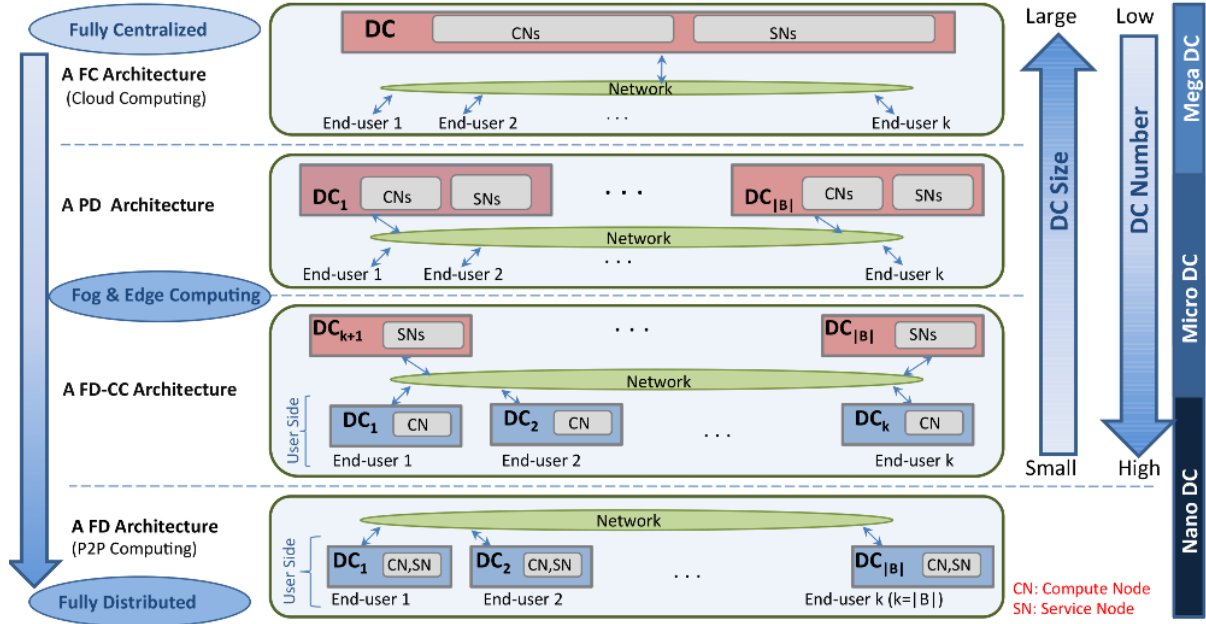 Fully Centralized
A FC Architecture
(Cloud Computing)
DC
CNs
SNs
Network
End-user 1
End-user 2
. . .
End-user k
A PD Architecture
DC1
CNs
SNs
. . .
DC|B|
CNs
SNs
Network
End-user 1
End-user 2
. . .
End-user k
Fog & Edge Computing
A FD-CC Architecture
DCk+1
SNs
. . .
DC|B|
SNs
Network
User Side
DC1
CN
DC2
CN
. . .
DCk
CN
End-user 1
End-user 2
End-user k
A FD Architecture
(P2P Computing)
Network
User Side
DC1
CN,SN
DC2
CN,SN
. . .
DC|B|
CN,SN
End-user 1
End-user 2
End-user k (k=|B|)
Fully Distributed
Large
DC Size
Small
Low
DC Number
High
Mega DC
Micro DC
Nano DC
CN: Compute Node
SN: Service Node